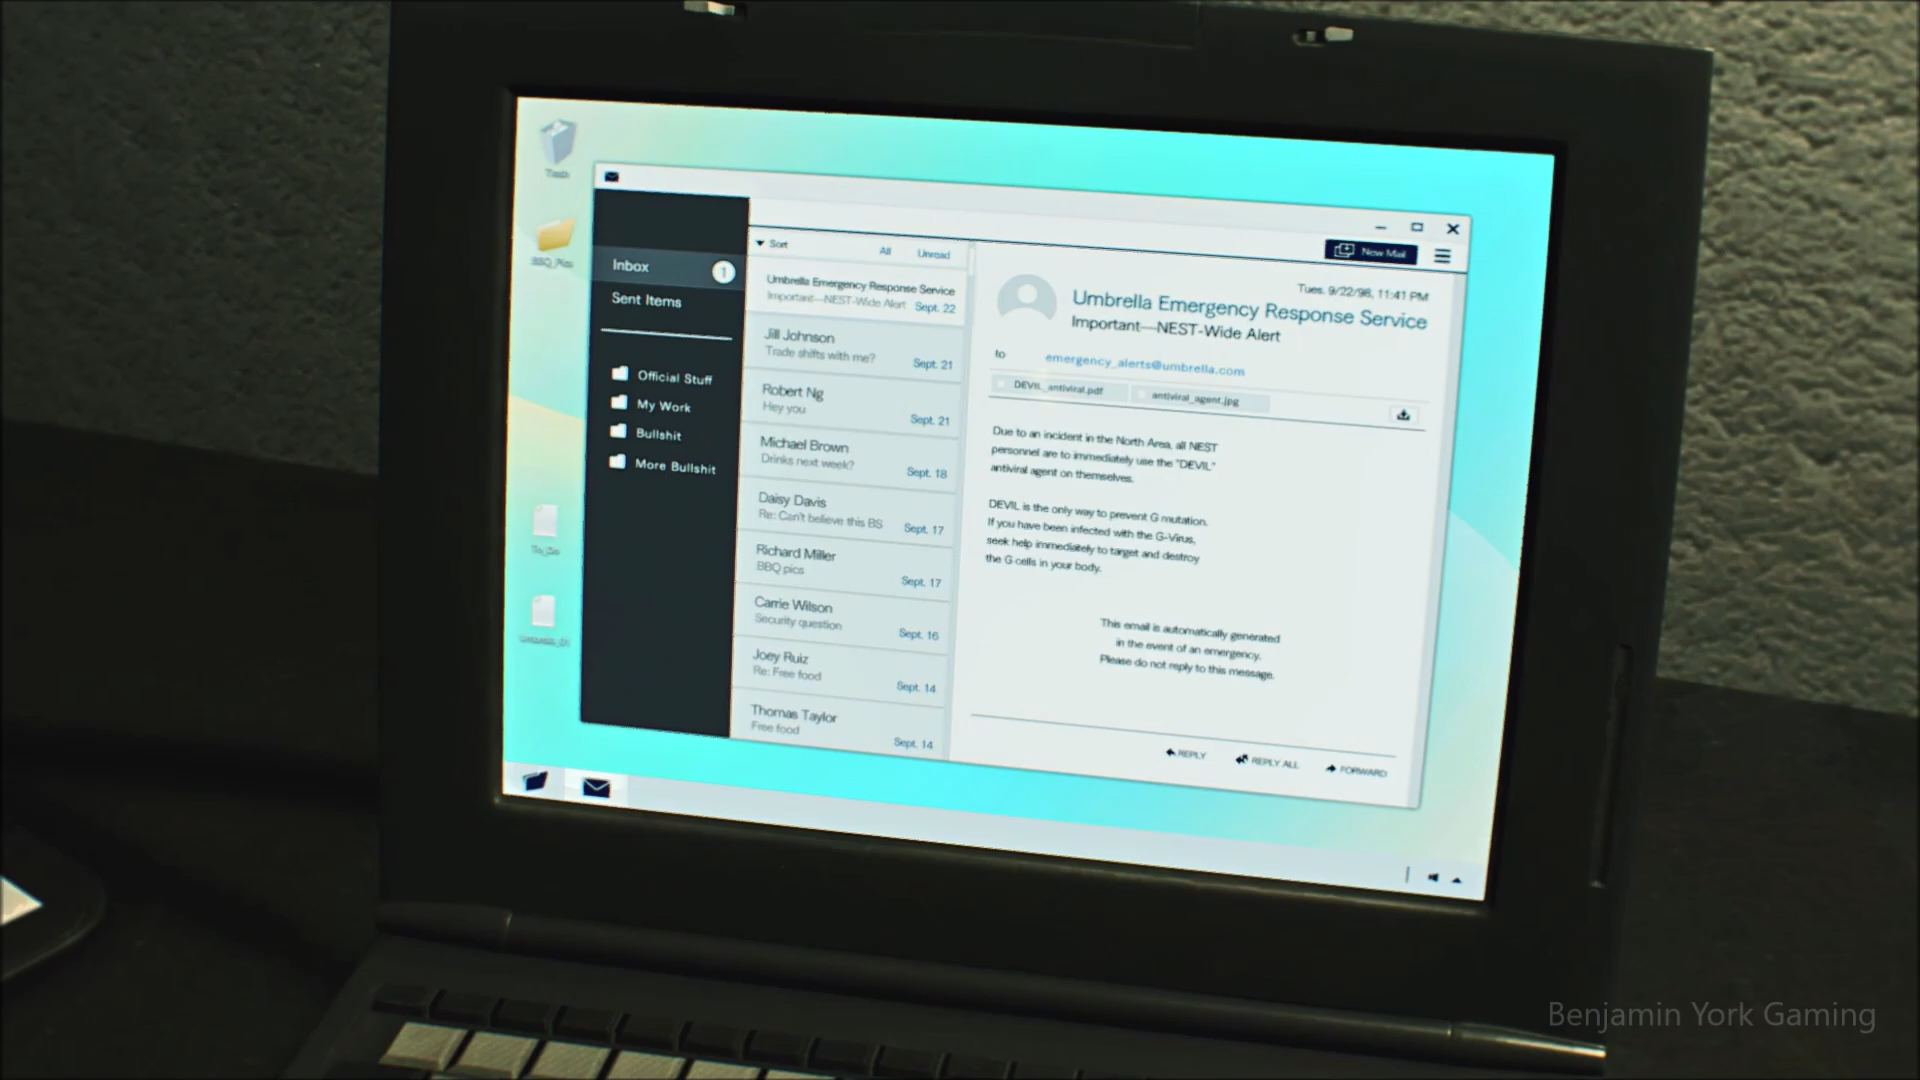 Trash
BBQ_Pics
To_Do
Inbox
1
Sent Items
Official Stuff
My Work
Bullshit
More Bullshit
Sort
All
Unread
Umbrella Emergency Response Service
Important—NEST-Wide Alert Sept. 22
Jill Johnson
Trade shifts with me? Sept. 21
Robert Ng
Hey you
Sept. 21
Michael Brown
Drinks next week? Sept. 18
Daisy Davis
Re: Can't believe this BS Sept. 17
Richard Miller
BBQ pics
Sept. 17
Carrie Wilson
Security question Sept. 16
Joey Ruiz
Re: Free food
Sept. 14
Thomas Taylor
Free food
Sept. 14
New Mail
Tues. 9/22/98, 11:41 PM
Umbrella Emergency Response Service
Important—NEST-Wide Alert
to emergency_alerts@umbrella.com
DEVIL_antiviral.pdf antiviral_agent.jpg
Due to an incident in the North Area, all NEST
personnel are to immediately use the "DEVIL"
antiviral agent on themselves.
DEVIL is the only way to prevent G mutation.
If you have been infected with the G-Virus,
seek help immediately to target and destroy
the G cells in your body.
This email is automatically generated
in the event of an emergency.
Please do not reply to this message.
REPLY REPLY ALL FORWARD
Benjamin York Gaming